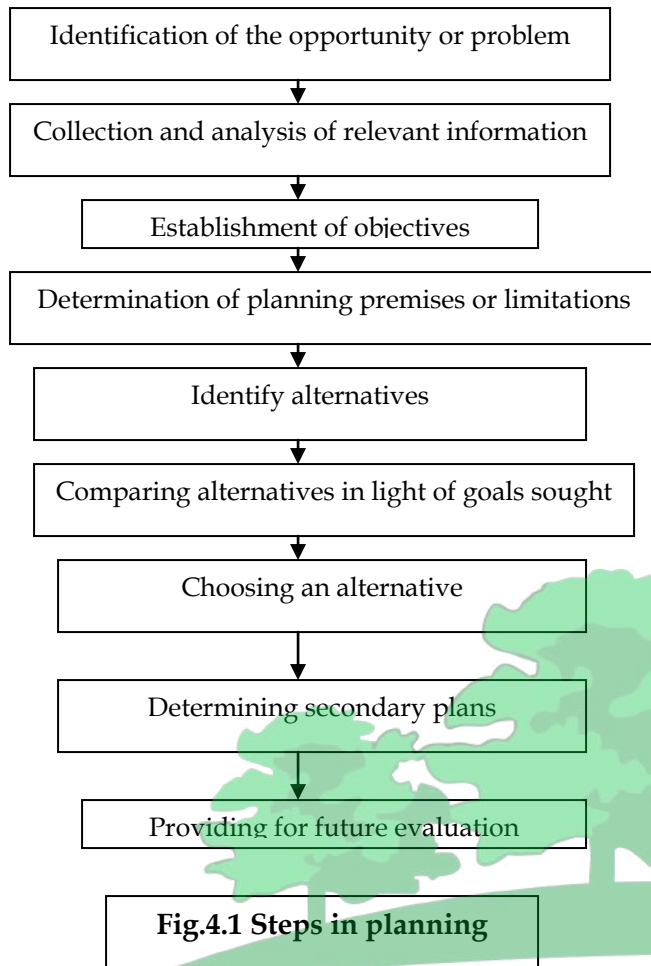 Identification of the opportunity or problem
Collection and analysis of relevant information
Establishment of objectives
Determination of planning premises or limitations
Identify alternatives
Comparing alternatives in light of goals sought
Choosing an alternative
Determining secondary plans
Providing for future evaluation
Fig.4.1 Steps in planning